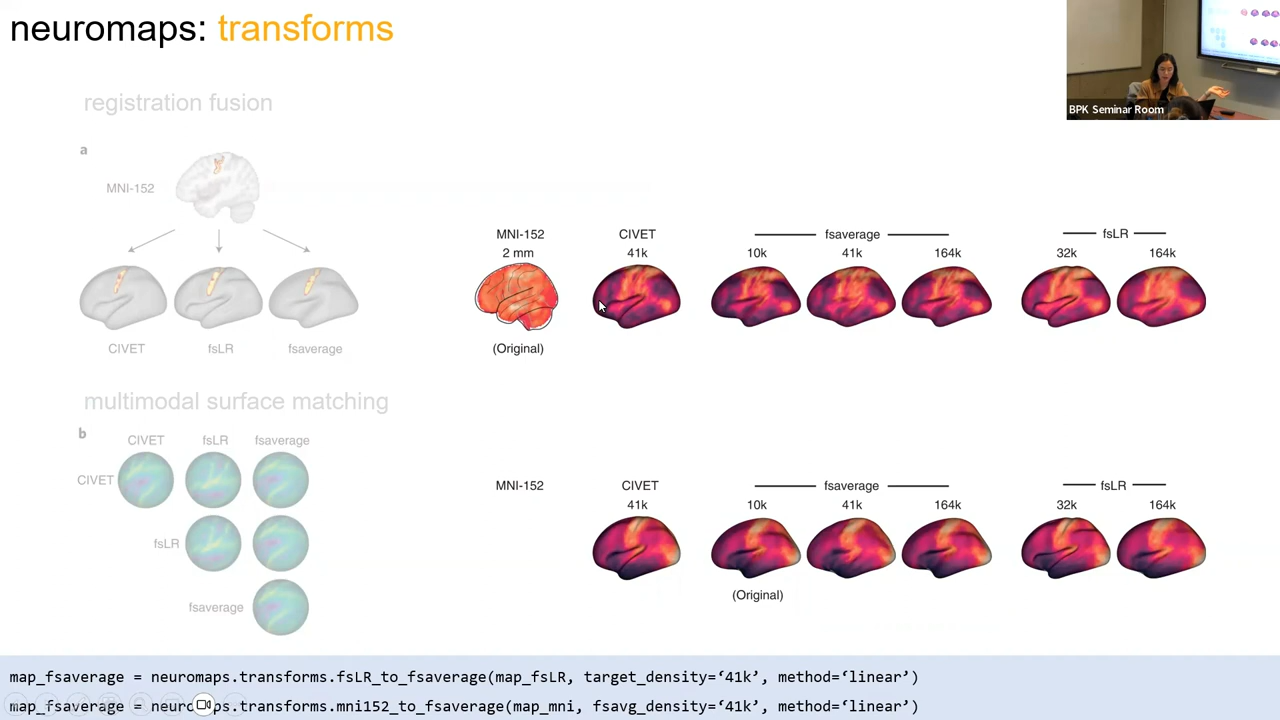 neuromaps: transforms
BPK Seminar Room
registration fusion
a
MNI-152
CIVET fsLR fsaverage
MNI-152 CIVET fsaverage fsLR
2 mm 41k 10k 41k 164k 32k 164k
(Original)
multimodal surface matching
b
CIVET fsLR fsaverage
CIVET
fsLR
fsaverage
MNI-152 CIVET fsaverage fsLR
41k 10k 41k 164k 32k 164k
(Original)
map_fsaverage = neuromaps.transforms.fsLR_to_fsaverage(map_fsLR, target_density=‘41k’, method=‘linear’)
map_fsaverage = neuromaps.transforms.mni152_to_fsaverage(map_mni, fsavg_density=‘41k’, method=‘linear’)